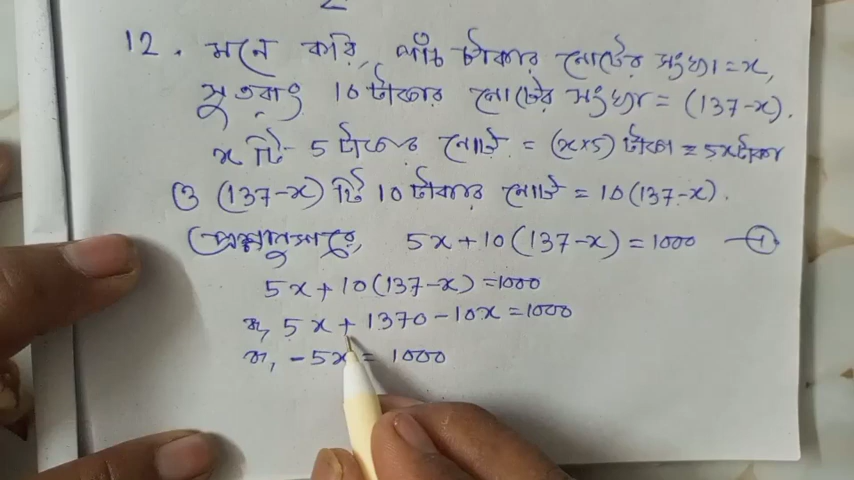 12. মনে করি, পাঁচ টাকার নোটের সংখ্যা = x,
সুতরাং 10 টাকার নোটের সংখ্যা = (137-x).
x টি 5 টাকার নোট = (x×5) টাকা = 5x টাকা
ও (137-x) টি 10 টাকার নোট = 10(137-x).
প্রশ্নানুসারে, 5x+10(137-x)=1000 —①
5x+10(137-x)=1000
বা, 5x+1370-10x=1000
বা, -5x = 1000